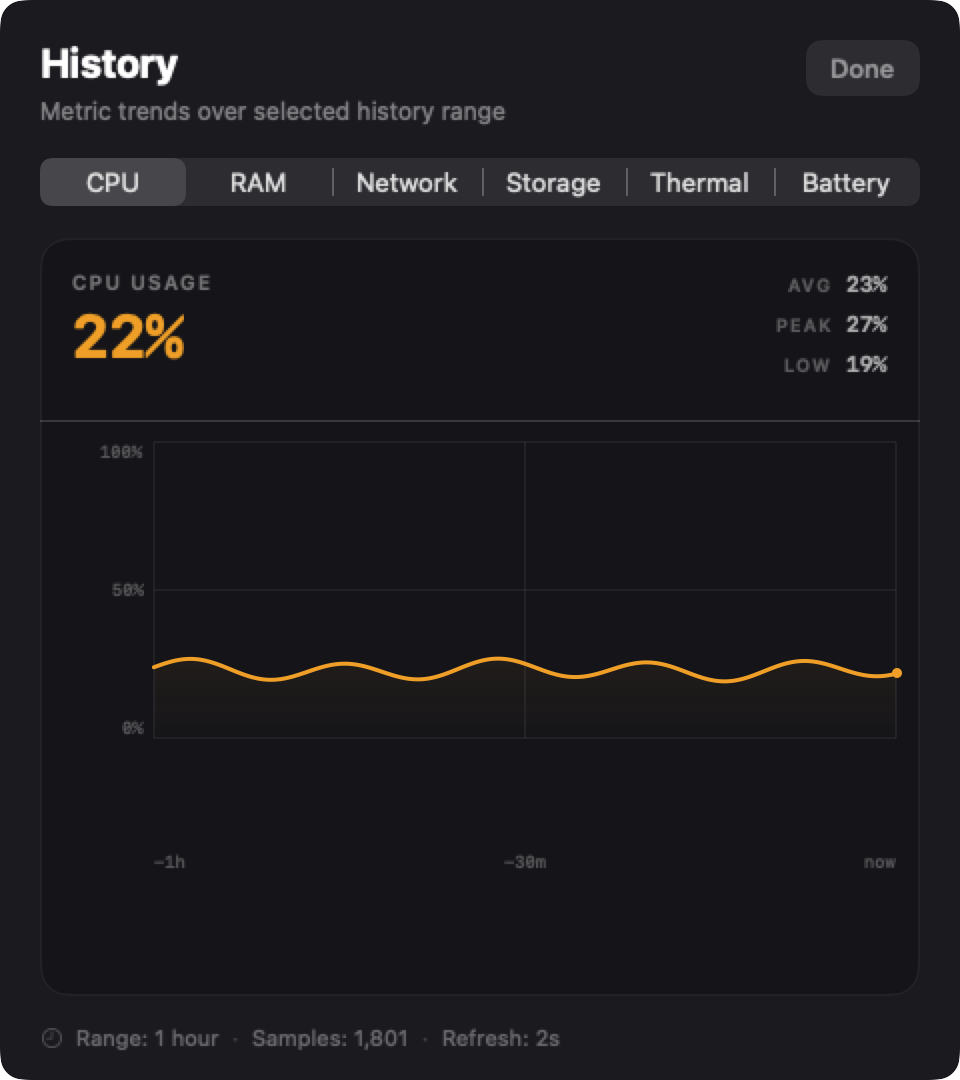 History
Done
Metric trends over selected history range
CPU RAM Network Storage Thermal Battery
CPU USAGE
22%
AVG 23%
PEAK 27%
LOW 19%
100%
50%
0%
−1h −30m now
Range: 1 hour · Samples: 1,801 · Refresh: 2s